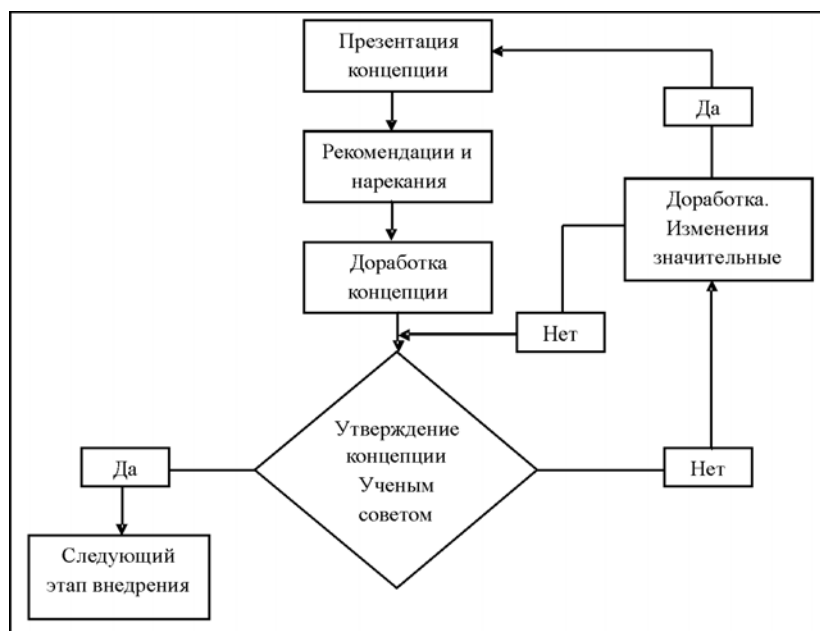 Презентация
концепции
Да
Рекомендации и
нарекания
Доработка.
Изменения
значительные
Доработка
концепции
Нет
Утверждение
концепции
Ученым
советом
Да
Нет
Следующий
этап внедрения